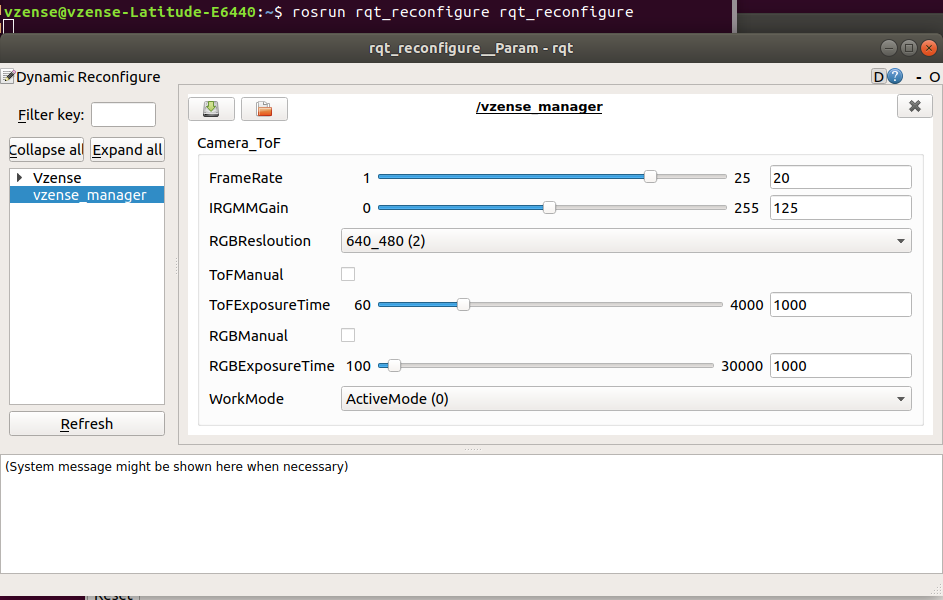 vzense@vzense-Latitude-E6440:~$ rosrun rqt_reconfigure rqt_reconfigure
rqt_reconfigure__Param - rqt
Dynamic Reconfigure
D ? - O
Filter key:
Collapse all Expand all
Vzense
vzense_manager
Refresh
/vzense_manager
Camera_ToF
FrameRate 1 25 20
IRGMMGain 0 255 125
RGBResloution 640_480 (2)
ToFManual
ToFExposureTime 60 4000 1000
RGBManual
RGBExposureTime 100 30000 1000
WorkMode ActiveMode (0)
(System message might be shown here when necessary)
Reset